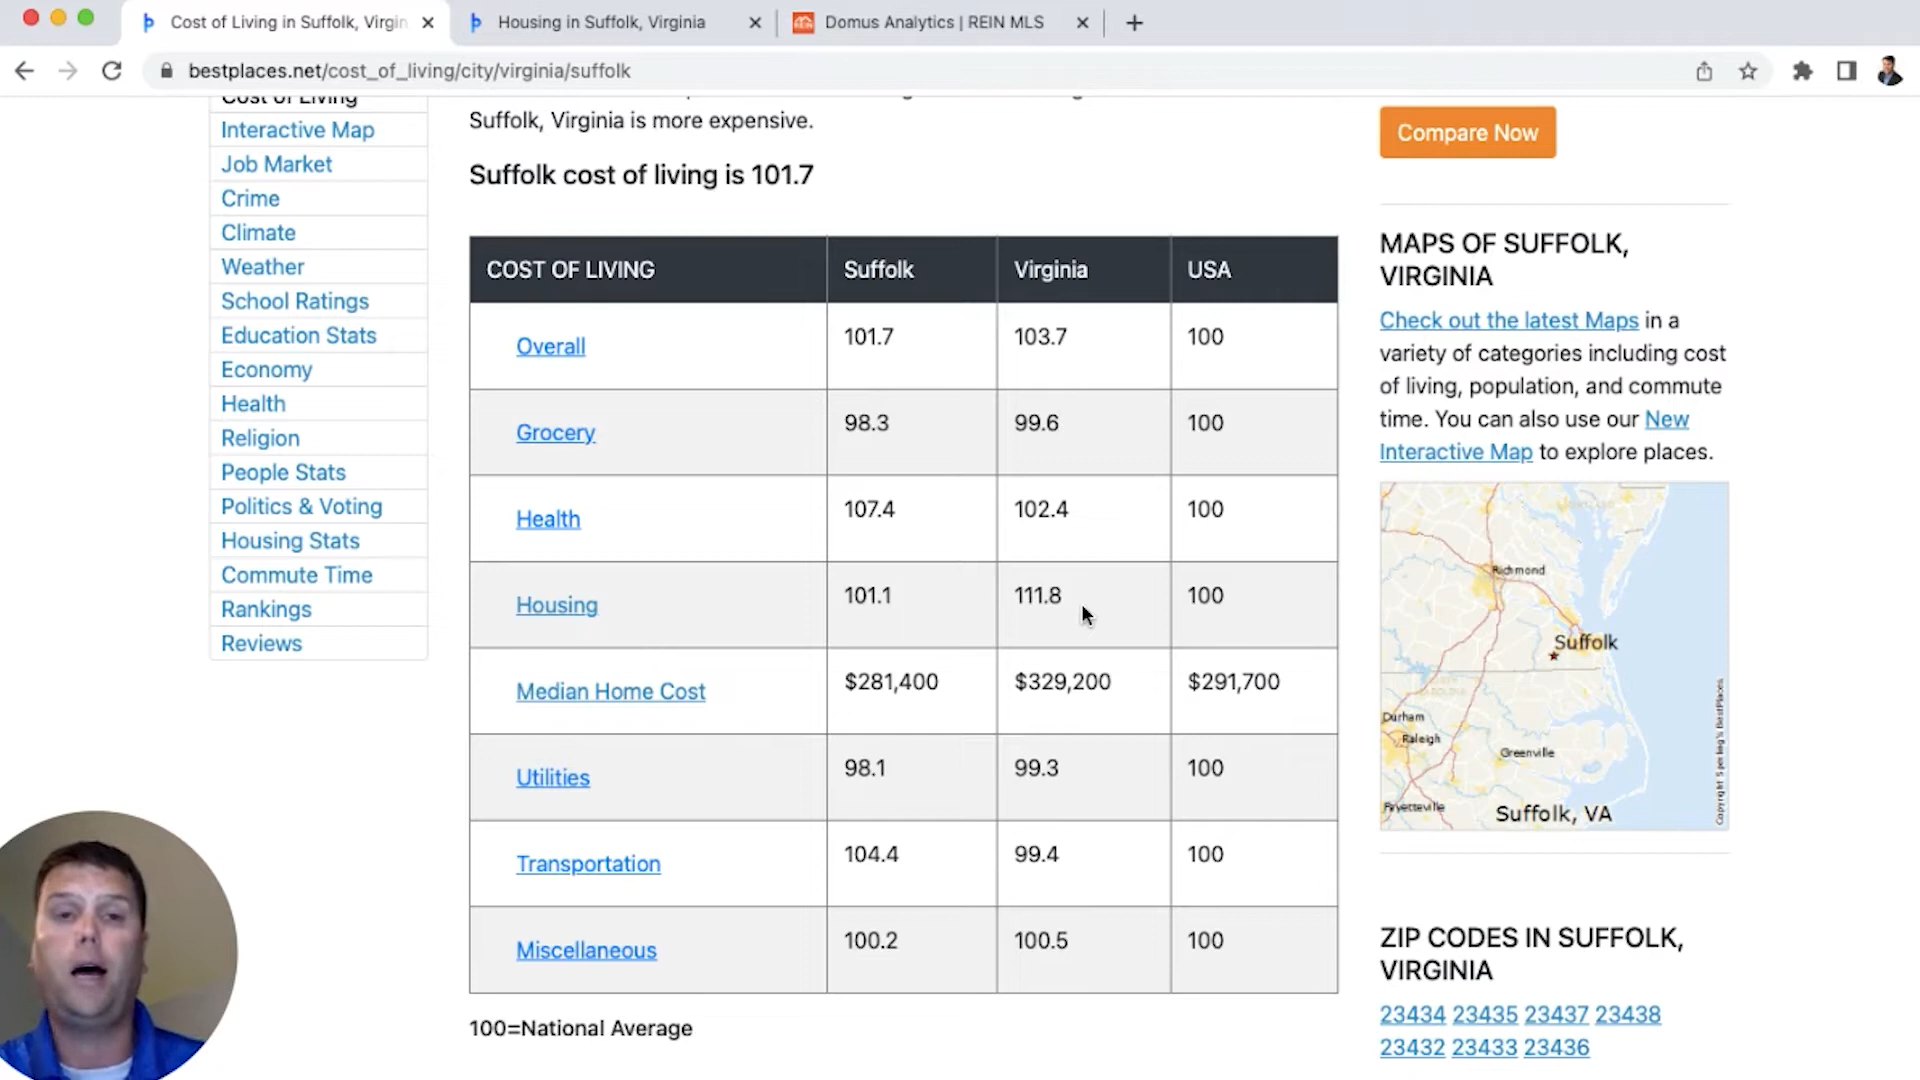 Cost of Living in Suffolk, Virgin
Housing in Suffolk, Virginia
REIN
Domus Analytics | REIN MLS
bestplaces.net/cost_of_living/city/virginia/suffolk
Cost of Living
Interactive Map
Job Market
Crime
Climate
Weather
School Ratings
Education Stats
Economy
Health
Religion
People Stats
Politics & Voting
Housing Stats
Commute Time
Rankings
Reviews
Suffolk, Virginia is more expensive.
Suffolk cost of living is 101.7
COST OF LIVING Suffolk Virginia USA
Overall 101.7 103.7 100
Grocery 98.3 99.6 100
Health 107.4 102.4 100
Housing 101.1 111.8 100
Median Home Cost $281,400 $329,200 $291,700
Utilities 98.1 99.3 100
Transportation 104.4 99.4 100
Miscellaneous 100.2 100.5 100
100=National Average
Compare Now
MAPS OF SUFFOLK,
VIRGINIA
Check out the latest Maps in a
variety of categories including cost
of living, population, and commute
time. You can also use our New
Interactive Map to explore places.
Richmond
Suffolk
Durham
Raleigh
Greenville
Fayetteville
Suffolk, VA
Copyright Sperling's BestPlaces
ZIP CODES IN SUFFOLK,
VIRGINIA
23434 23435 23437 23438
23432 23433 23436